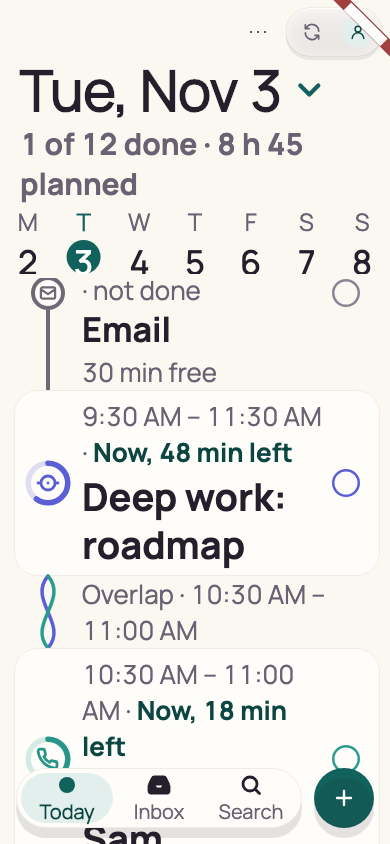 ...
Tue, Nov 3
1 of 12 done · 8 h 45
planned
M T W T F S S
2 3 4 5 6 7 8
· not done
Email
30 min free
9:30 AM – 11:30 AM
· Now, 48 min left
Deep work:
roadmap
Overlap · 10:30 AM –
11:00 AM
10:30 AM – 11:00
AM · Now, 18 min
left
Sam
Today Inbox Search